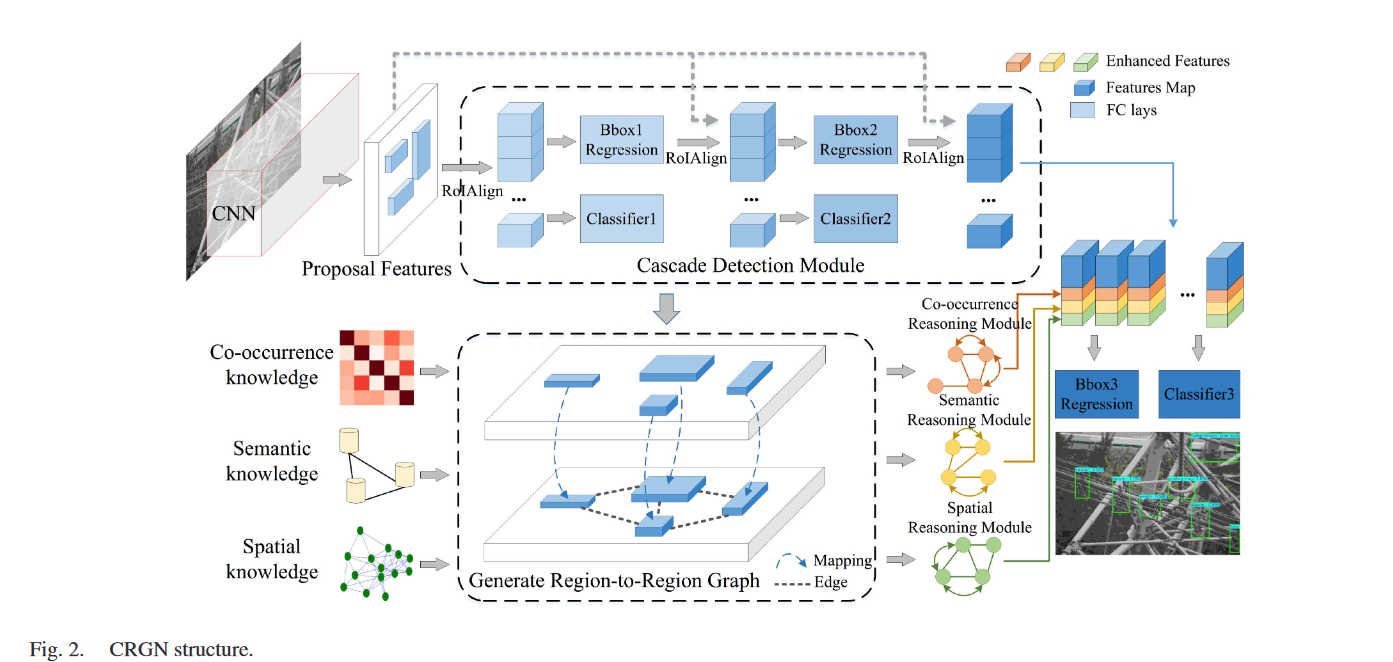 Enhanced Features
Features Map
FC lays
CNN
Proposal Features
RoIAlign
Bbox1
Regression
RoIAlign
Bbox2
Regression
RoIAlign
...
Classifier1
...
Classifier2
...
Cascade Detection Module
Co-occurrence
knowledge
Semantic
knowledge
Spatial
knowledge
Mapping
Edge
Generate Region-to-Region Graph
Co-occurrence
Reasoning Module
Semantic
Reasoning Module
Spatial
Reasoning Module
...
Bbox3
Regression
Classifier3
Fig. 2. CRGN structure.